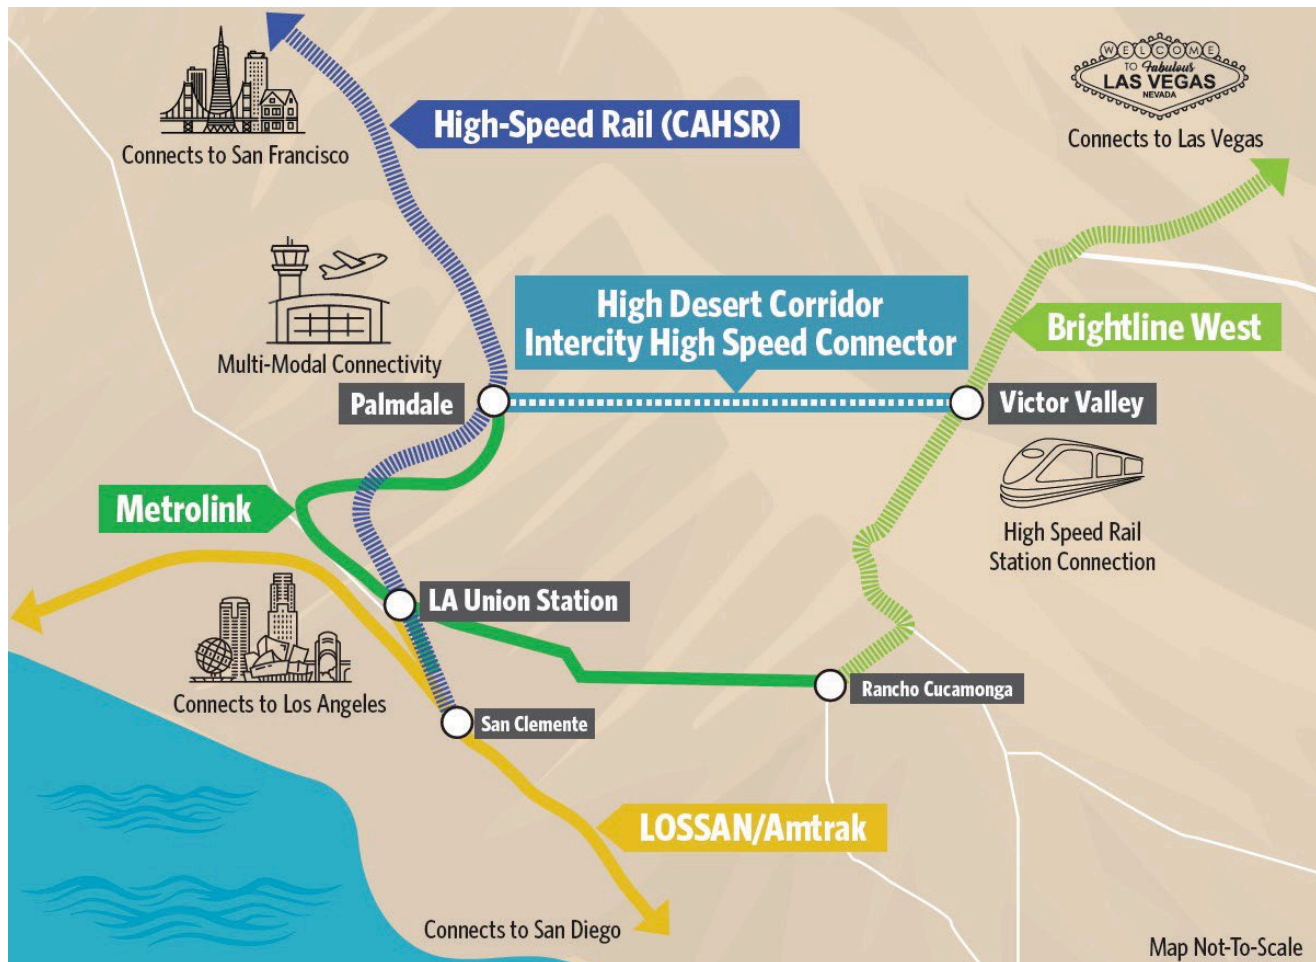 WELCOME
TO Fabulous
LAS VEGAS
NEVADA
Connects to Las Vegas
High-Speed Rail (CAHSR)
Connects to San Francisco
High Desert Corridor
Intercity High Speed Connector
Brightline West
Multi-Modal Connectivity
Palmdale
Victor Valley
Metrolink
High Speed Rail
Station Connection
LA Union Station
Connects to Los Angeles
Rancho Cucamonga
San Clemente
LOSSAN/Amtrak
Connects to San Diego
Map Not-To-Scale